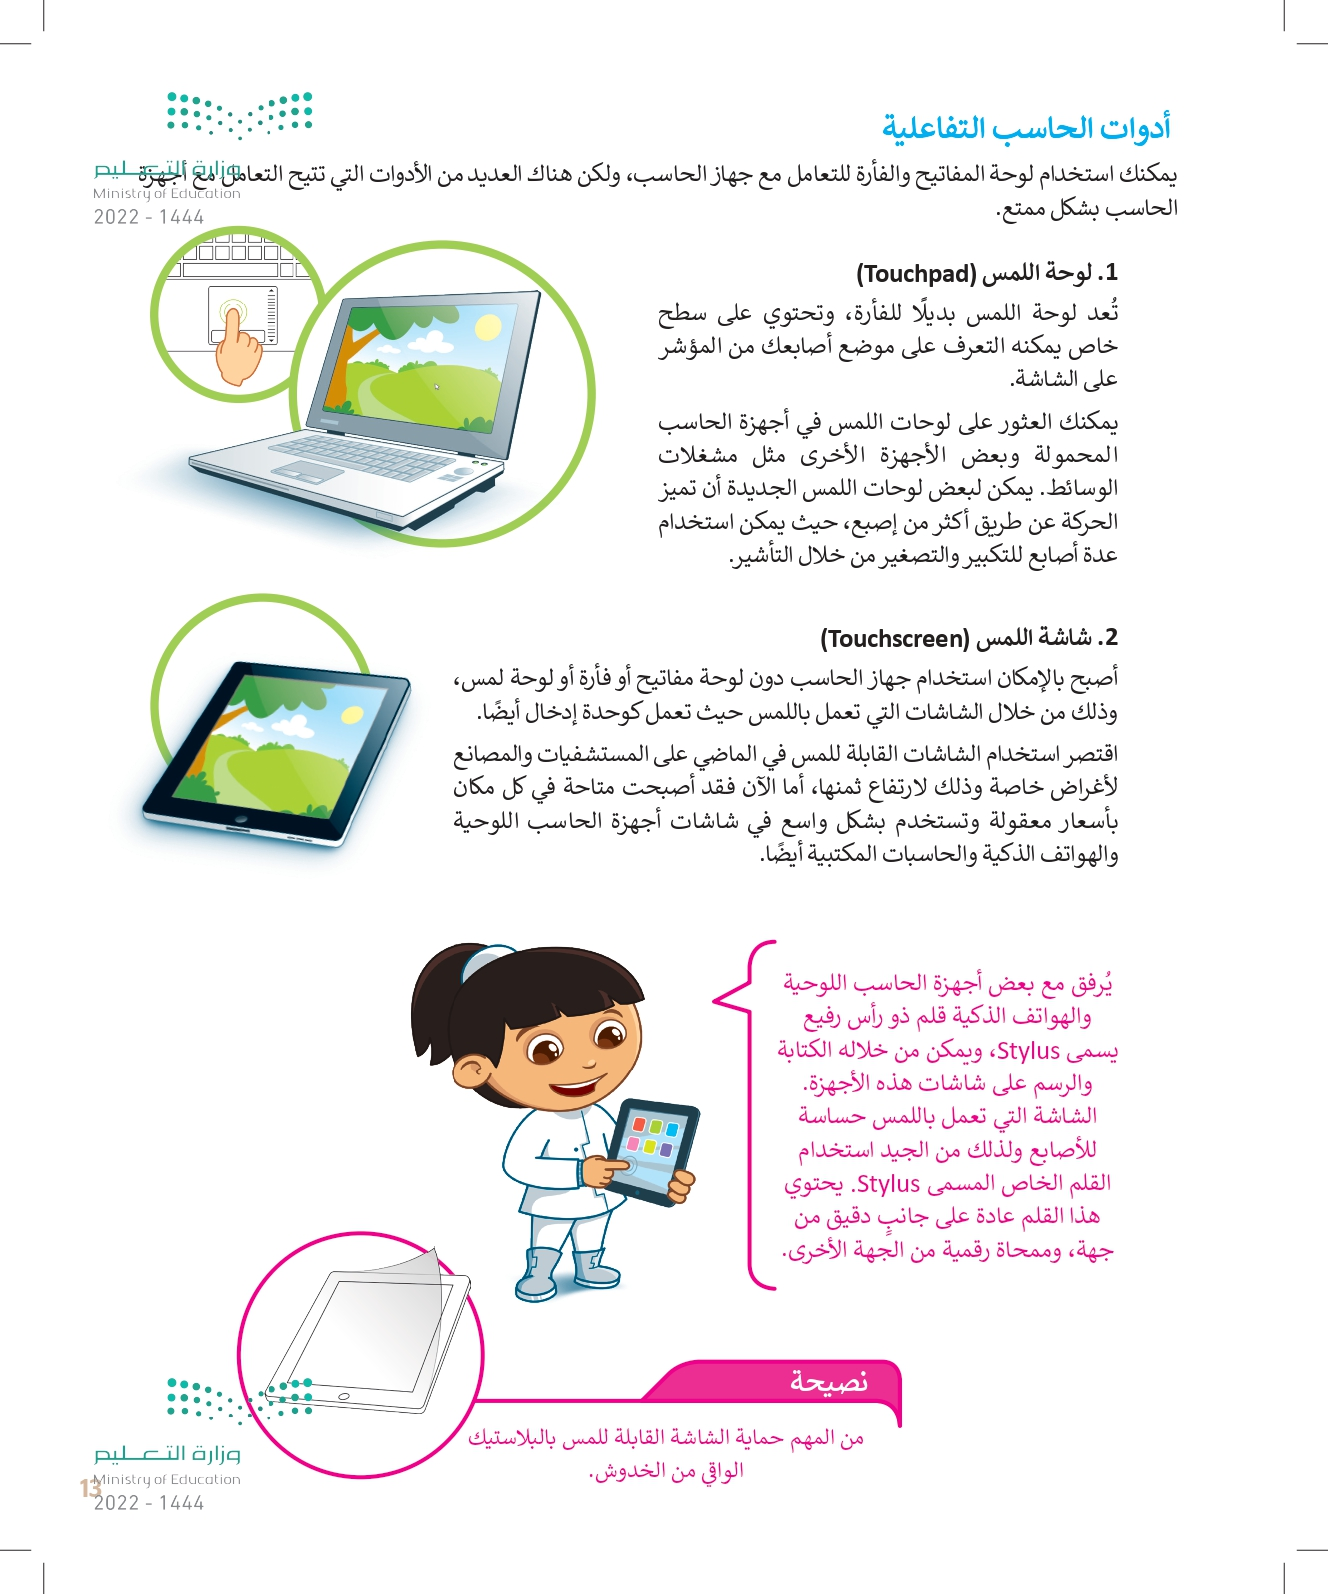 أدوات الحاسب التفاعلية
يمكنك استخدام لوحة المفاتيح والفأرة للتعامل مع جهاز الحاسب، ولكن هناك العديد من الأدوات التي تتيح التعامل مع أجهزة
الحاسب بشكل ممتع.
وزارة التعـــليم
Ministry of Education
2022 - 1444
1. لوحة اللمس (Touchpad)
تُعد لوحة اللمس بديلًا للفأرة، وتحتوي على سطح
خاص يمكنه التعرف على موضع أصابعك من المؤشر
على الشاشة.
يمكنك العثور على لوحات اللمس في أجهزة الحاسب
المحمولة وبعض الأجهزة الأخرى مثل مشغلات
الوسائط. يمكن لبعض لوحات اللمس الجديدة أن تميز
الحركة عن طريق أكثر من إصبع، حيث يمكن استخدام
عدة أصابع للتكبير والتصغير من خلال التأشير.
2. شاشة اللمس (Touchscreen)
أصبح بالإمكان استخدام جهاز الحاسب دون لوحة مفاتيح أو فأرة أو لوحة لمس،
وذلك من خلال الشاشات التي تعمل باللمس حيث تعمل كوحدة إدخال أيضًا.
اقتصر استخدام الشاشات القابلة للمس في الماضي على المستشفيات والمصانع
لأغراض خاصة وذلك لارتفاع ثمنها، أما الآن فقد أصبحت متاحة في كل مكان
بأسعار معقولة وتستخدم بشكل واسع في شاشات أجهزة الحاسب اللوحية
والهواتف الذكية والحاسبات المكتبية أيضًا.
يُرفق مع بعض أجهزة الحاسب اللوحية
والهواتف الذكية قلم ذو رأس رفيع
يسمى Stylus، ويمكن من خلاله الكتابة
والرسم على شاشات هذه الأجهزة.
الشاشة التي تعمل باللمس حساسة
للأصابع ولذلك من الجيد استخدام
القلم الخاص المسمى Stylus. يحتوي
هذا القلم عادة على جانبٍ دقيق من
جهة، وممحاة رقمية من الجهة الأخرى.
نصيحة
من المهم حماية الشاشة القابلة للمس بالبلاستيك
الواقي من الخدوش.
وزارة التعـــليم
Ministry of Education
2022 - 1444
13